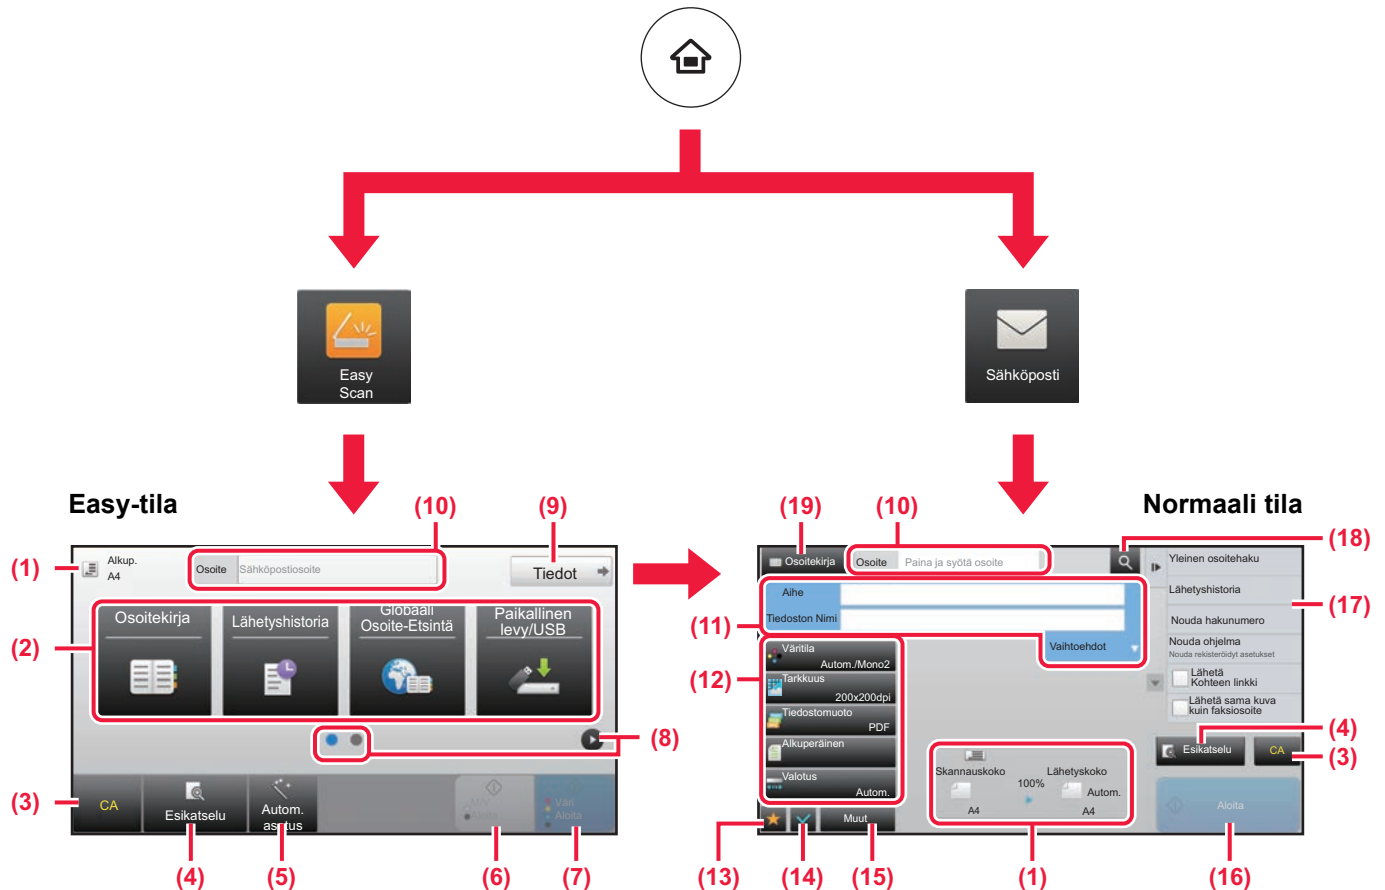 Easy
Scan
Sähköposti
Easy-tila
(10)
(9)
(1)
Alkup.
A4
Osoite
Sähköpostiosoite
Tiedot
(2)
Osoitekirja
Lähetyshistoria
Globaali
Osoite-Etsintä
Paikallinen
levy/USB
(8)
(3)
CA
Esikatselu
Autom.
asetus
Väri
Aloita
(4)
(5)
(6)
(7)
Normaali tila
(19)
(10)
(18)
Osoitekirja
Osoite
Paina ja syötä osoite
(11)
Aihe
Tiedoston Nimi
Vaihtoehdot
(12)
Väritila
Autom./Mono2
Tarkkuus
200x200dpi
Tiedostomuoto
PDF
Alkuperäinen
Valotus
Autom.
Muut
Skannauskoko
A4
100%
Lähetyskoko
Autom.
A4
Yleinen osoitehaku
Lähetyshistoria
Nouda hakunumero
Nouda ohjelma
Nouda rekisteröidyt asetukset
Lähetä
Kohteen linkki
Lähetä sama kuva
kuin faksiosoite
(17)
(4)
Esikatselu
CA
(3)
Aloita
(13)
(14)
(15)
(1)
(16)